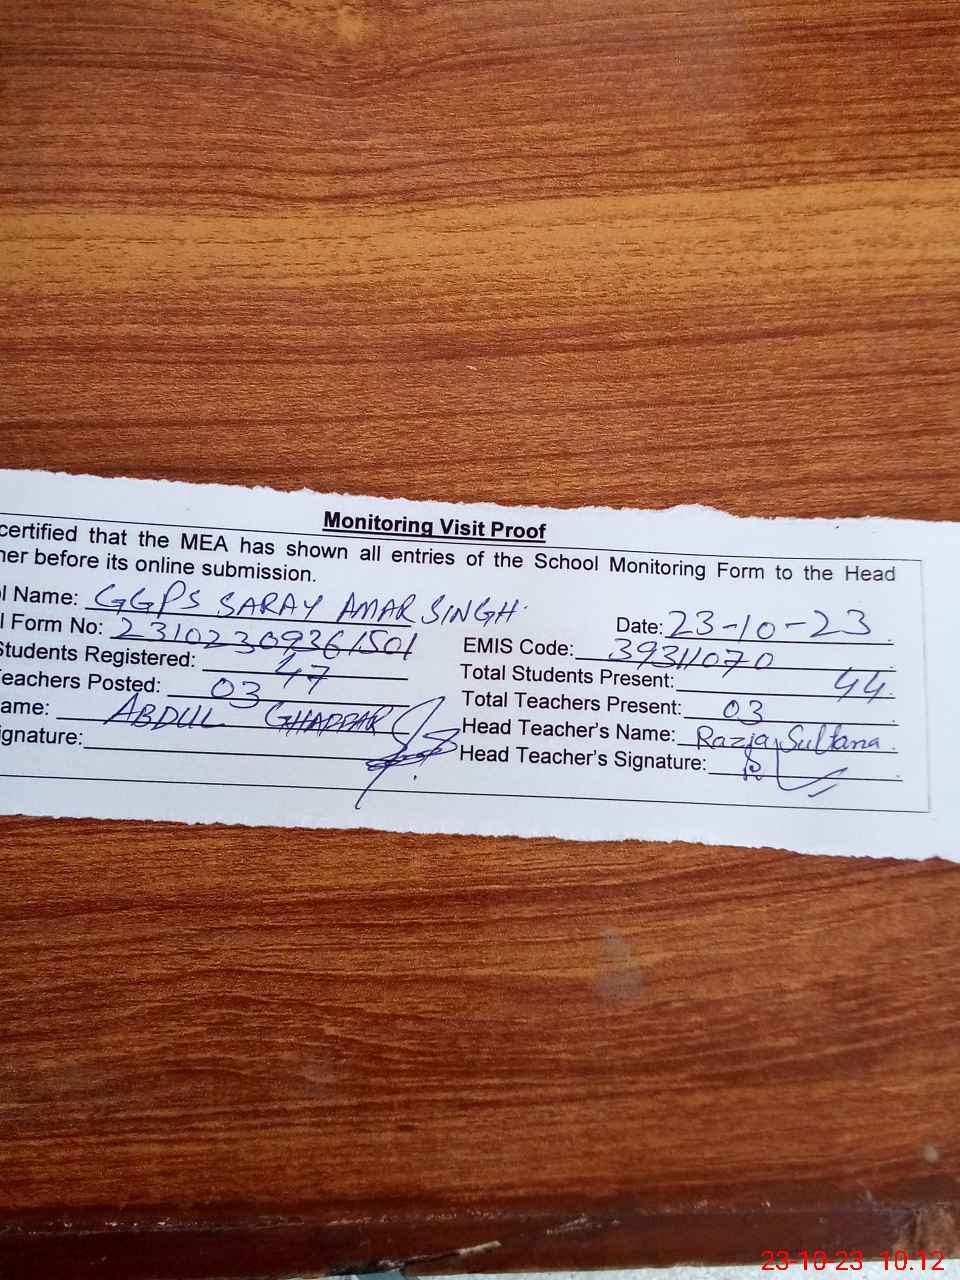 Monitoring Visit Proof
certified that the MEA has shown all entries of the School Monitoring Form to the Head
her before its online submission.
l Name: GGPS SARAY AMAR SINGH Date: 23-10-23
l Form No: 23102309361501 EMIS Code: 39311070
Students Registered: 47 Total Students Present: 44
Teachers Posted: 03 Total Teachers Present: 03
ame: ABDUL GHAFFAR Head Teacher's Name: Razia Sultana
ignature: Head Teacher's Signature:
23-10-23 10.12